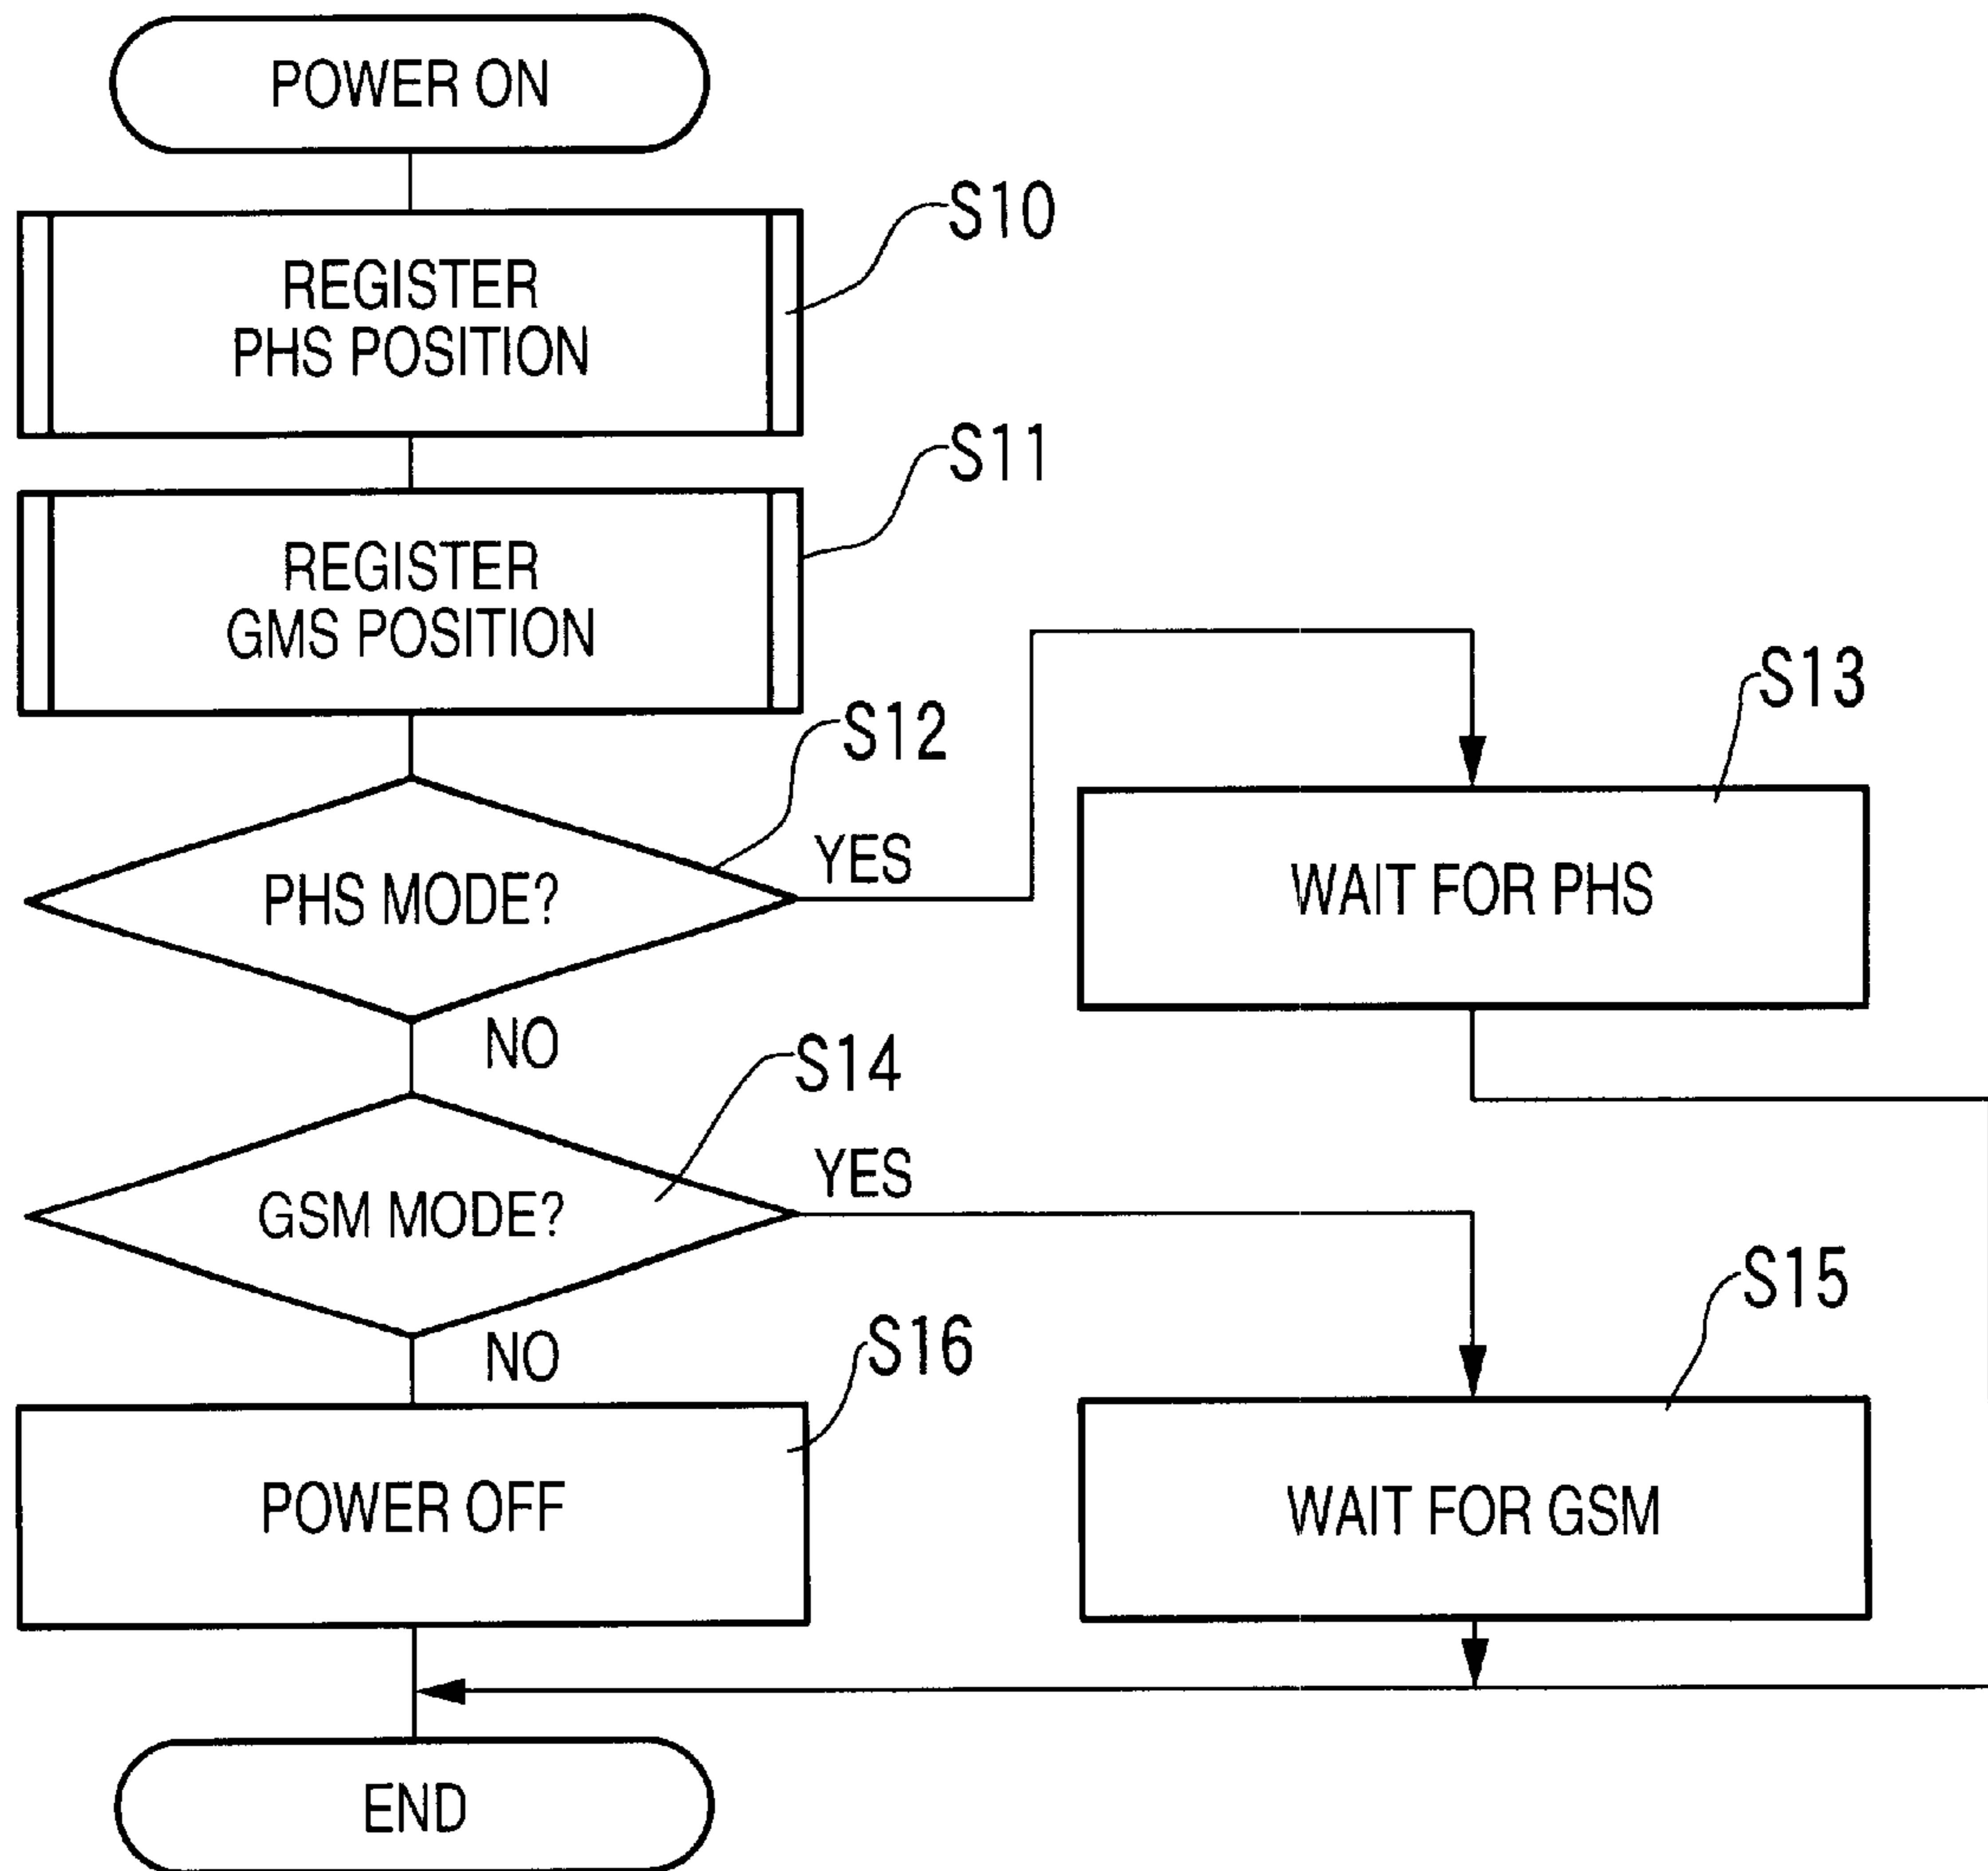 POWER ON
S10
REGISTER
PHS POSITION
S11
REGISTER
GMS POSITION
S12
S13
PHS MODE?
YES
WAIT FOR PHS
NO
S14
GSM MODE?
YES
S15
NO
S16
POWER OFF
WAIT FOR GSM
END